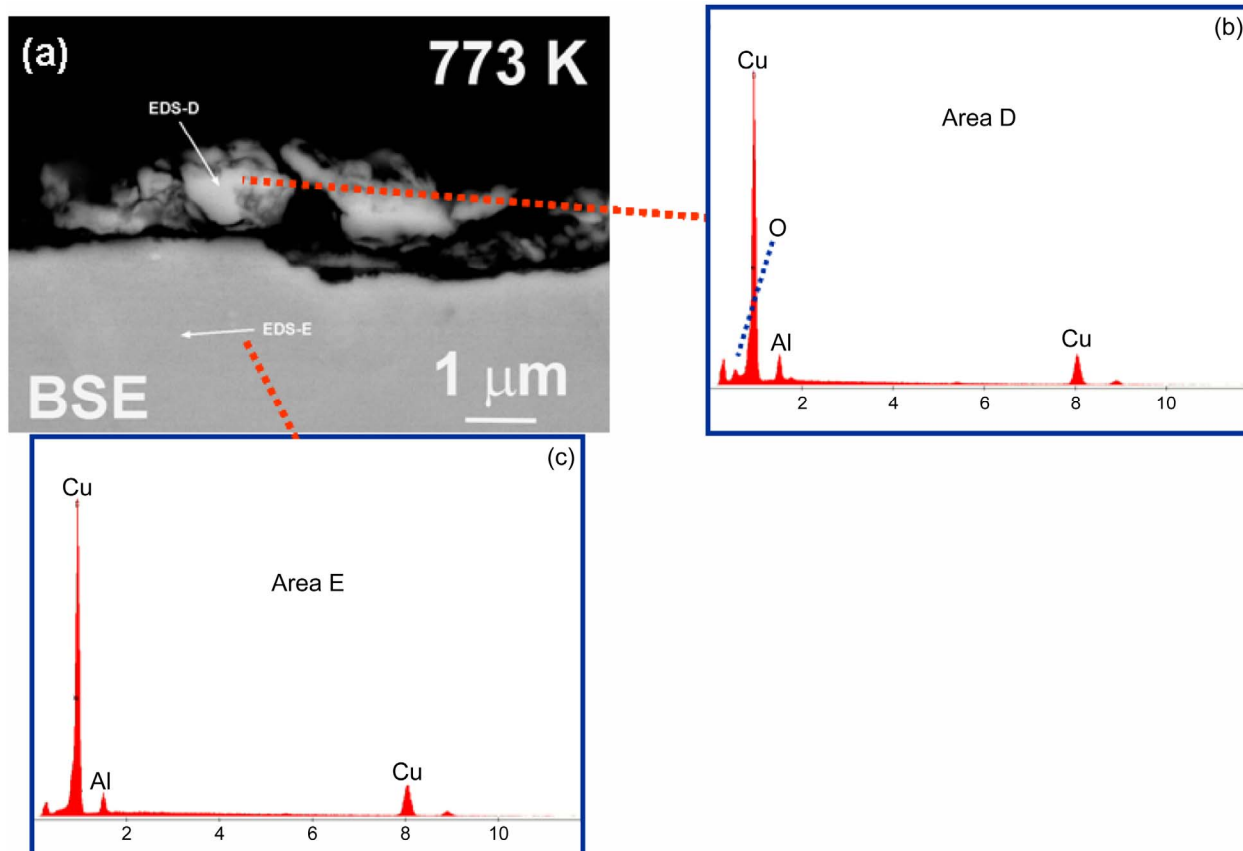 (a)
773 K
EDS-D
EDS-E
BSE
1 μm
(b)
Cu
Area D
O
Al
Cu
2 4 6 8 10
(c)
Cu
Area E
Al
Cu
2 4 6 8 10